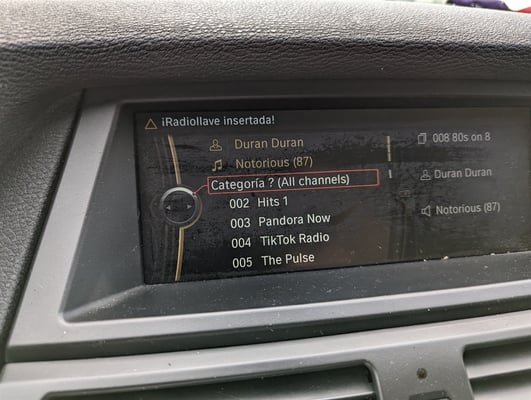 ¡Radiollave insertada!
Duran Duran
Notorious (87)
Categoría ? (All channels)
002 Hits 1
003 Pandora Now
004 TikTok Radio
005 The Pulse
008 80s on 8
Duran Duran
Notorious (87)